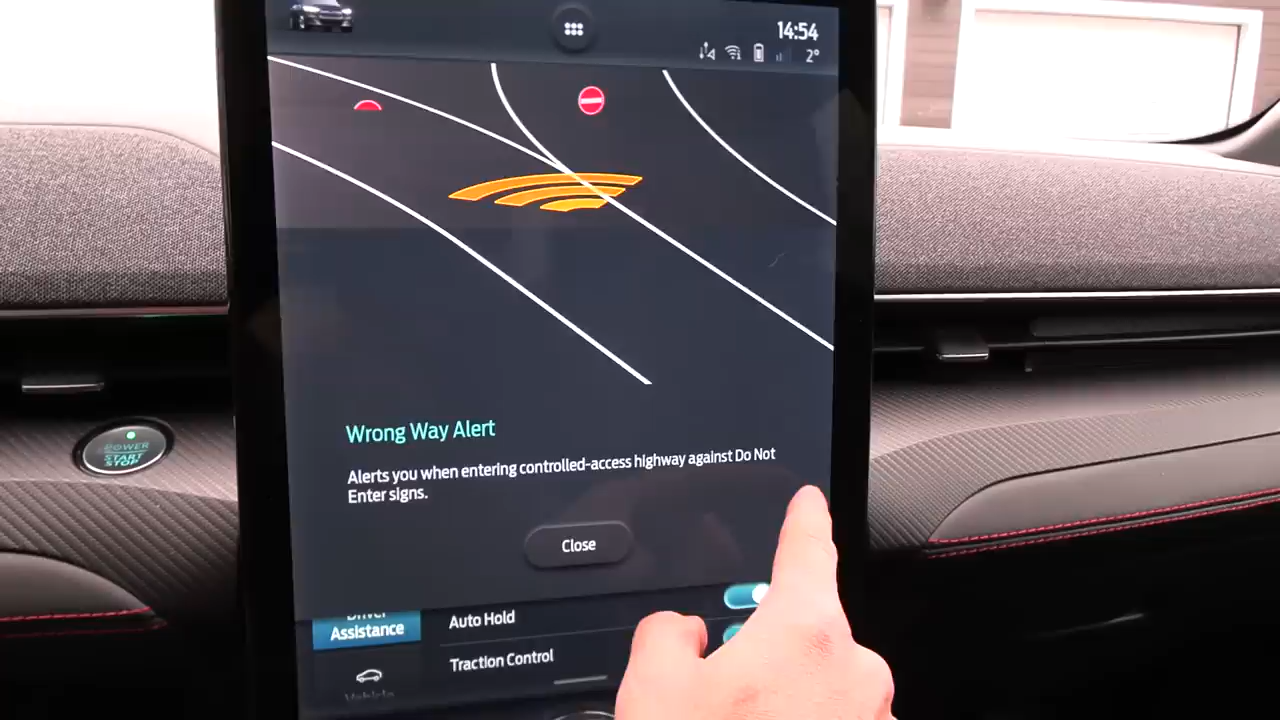 14:54
2°
Wrong Way Alert
Alerts you when entering controlled-access highway against Do Not
Enter signs.
Close
Driver
Assistance
Auto Hold
Traction Control
Vehicle
POWER
START
STOP